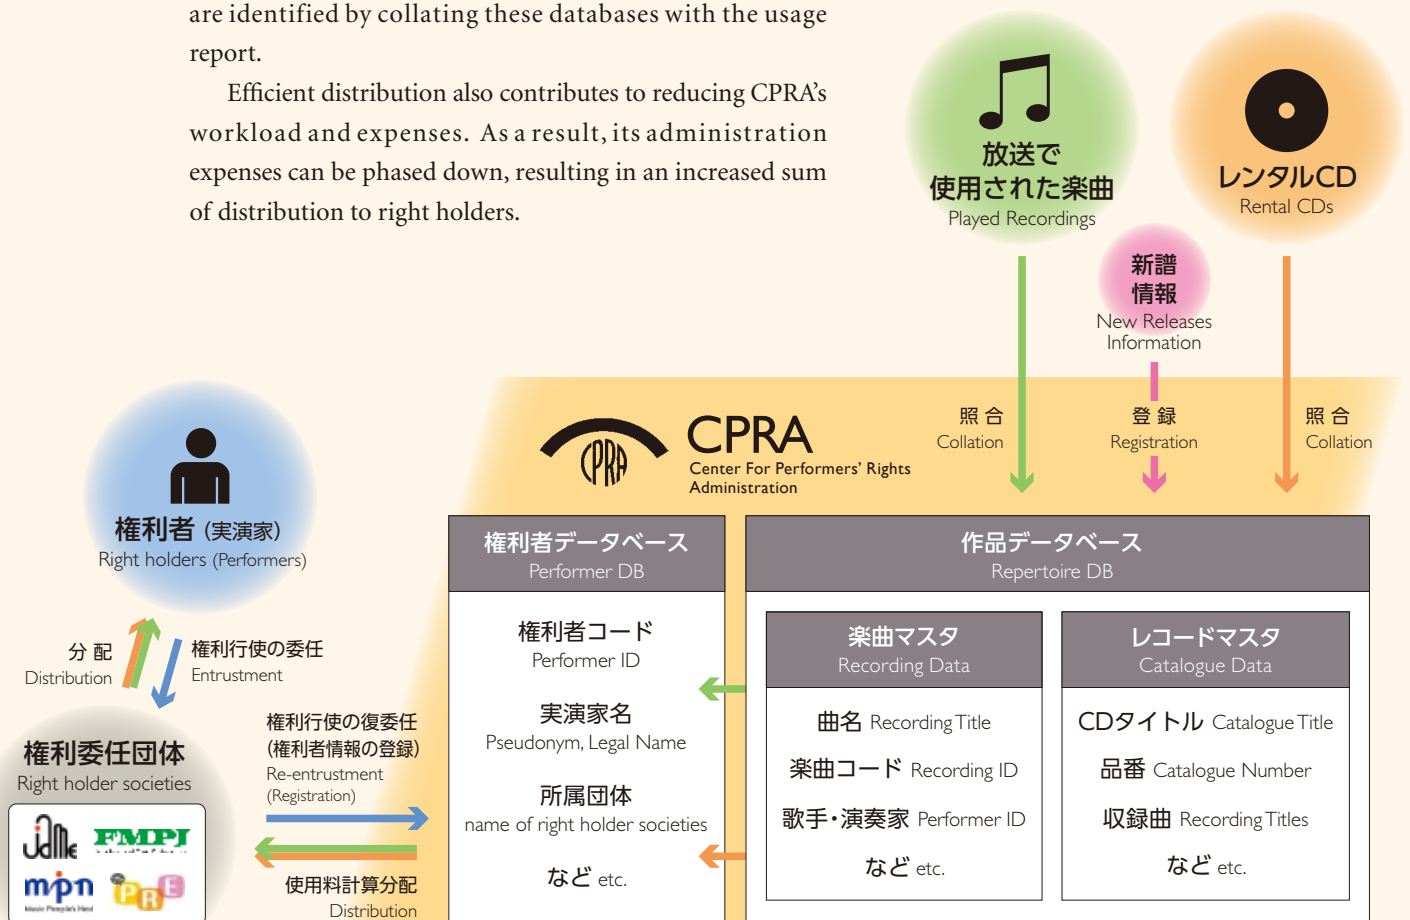 are identified by collating these databases with the usage
report.
Efficient distribution also contributes to reducing CPRA's
workload and expenses. As a result, its administration
expenses can be phased down, resulting in an increased sum
of distribution to right holders.
放送で
使用された楽曲
Played Recordings
レンタルCD
Rental CDs
新譜
情報
New Releases
Information
照合
Collation
登録
Registration
照合
Collation
CPRA
CPRA
Center For Performers' Rights
Administration
権利者（実演家）
Right holders (Performers)
分配
Distribution
権利行使の委任
Entrustment
権利委任団体
Right holder societies
FMPJ
mpn
Music People's Nest
PRE
権利行使の復委任
（権利者情報の登録）
Re-entrustment
(Registration)
使用料計算分配
Distribution
権利者データベース
Performer DB
権利者コード
Performer ID
実演家名
Pseudonym, Legal Name
所属団体
name of right holder societies
など etc.
作品データベース
Repertoire DB
楽曲マスタ
Recording Data
曲名 Recording Title
楽曲コード Recording ID
歌手・演奏家 Performer ID
など etc.
レコードマスタ
Catalogue Data
CDタイトル Catalogue Title
品番 Catalogue Number
収録曲 Recording Titles
など etc.